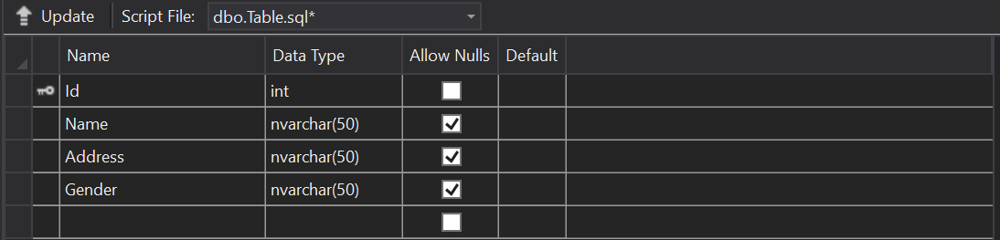 Update Script File: dbo.Table.sql*
Name Data Type Allow Nulls Default
Id int
Name nvarchar(50)
Address nvarchar(50)
Gender nvarchar(50)